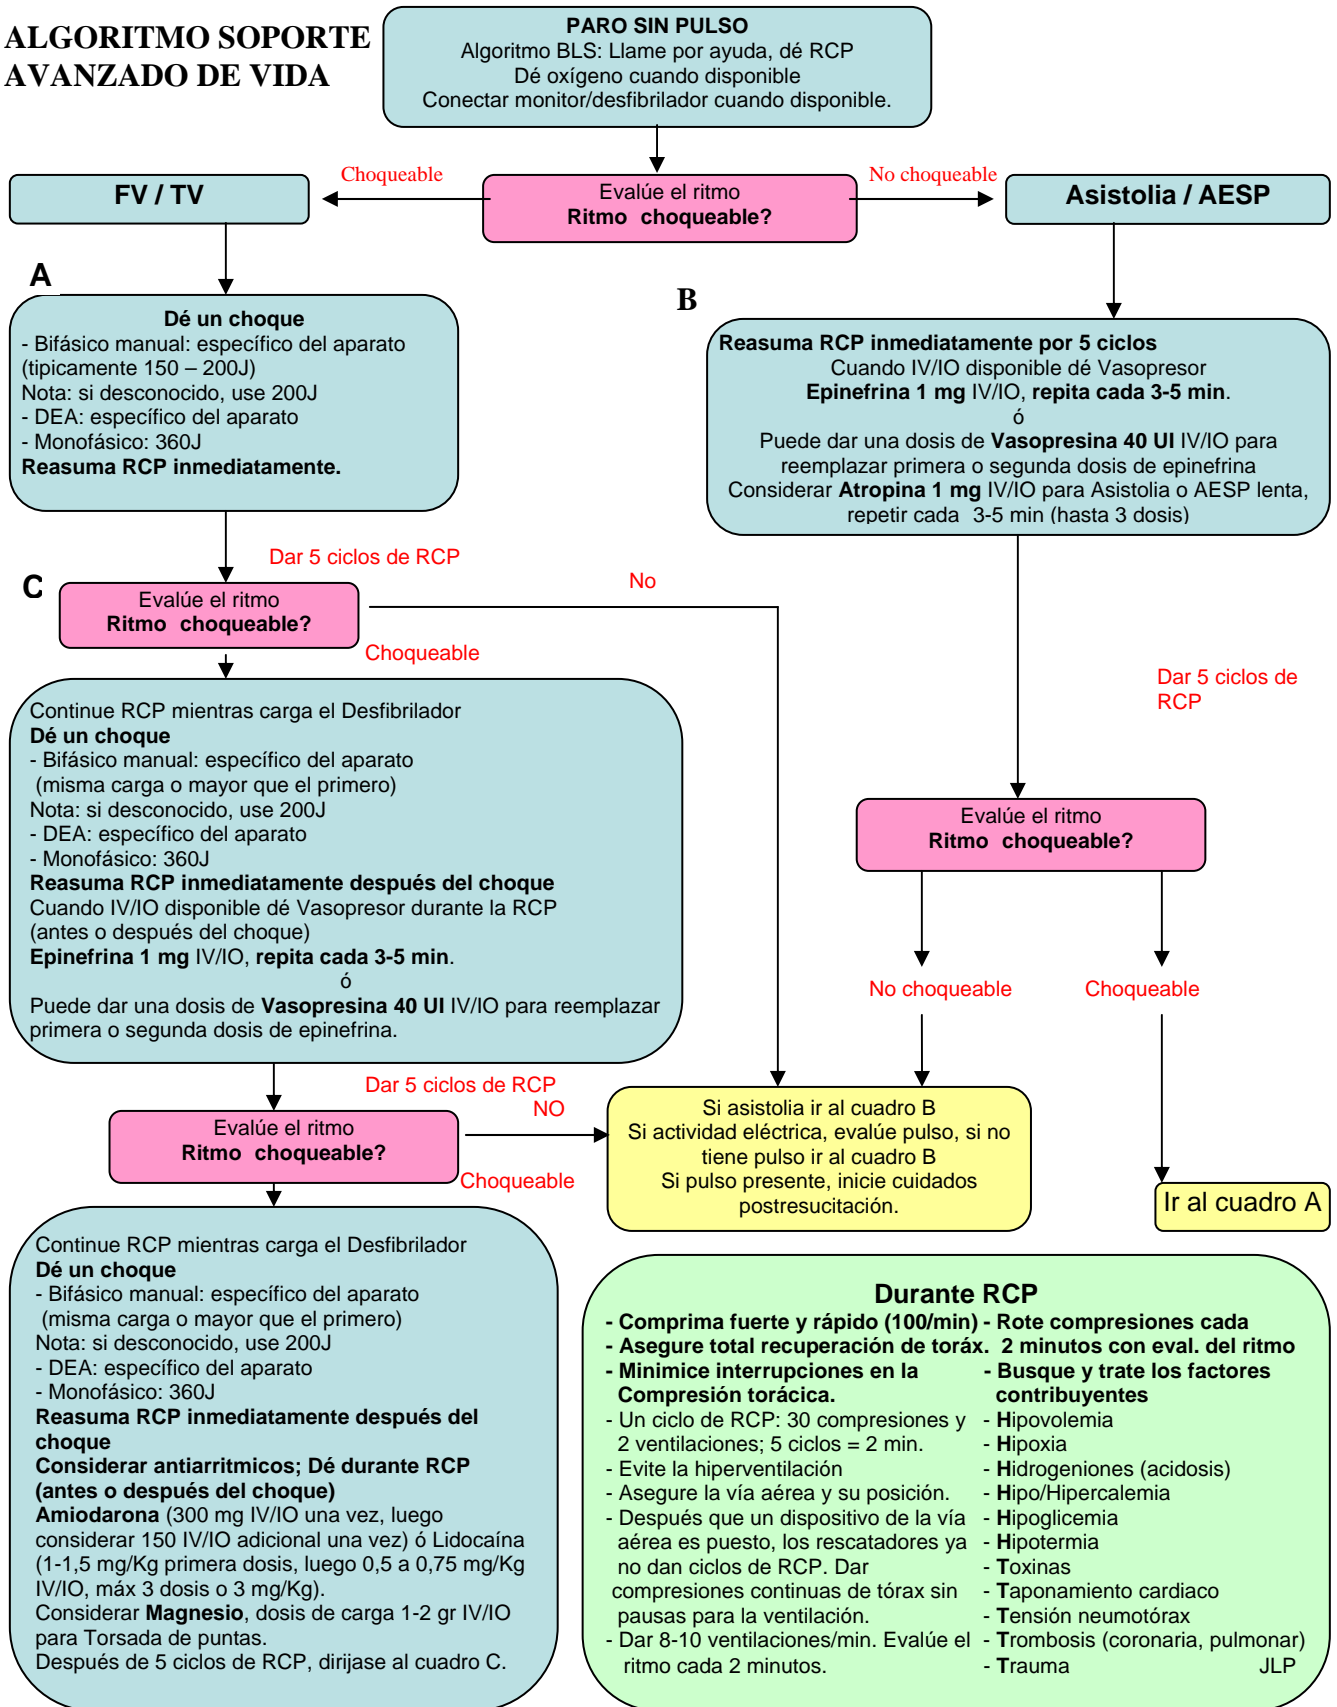 ALGORITMO SOPORTE
AVANZADO DE VIDA
PARO SIN PULSO
Algoritmo BLS: Llame por ayuda, dé RCP
Dé oxígeno cuando disponible
Conectar monitor/desfibrilador cuando disponible.
Choqueable
No choqueable
FV / TV
Evalúe el ritmo
Ritmo choqueable?
Asistolia / AESP
A
Dé un choque
- Bifásico manual: específico del aparato
(tipicamente 150 – 200J)
Nota: si desconocido, use 200J
- DEA: específico del aparato
- Monofásico: 360J
Reasuma RCP inmediatamente.
B
Reasuma RCP inmediatamente por 5 ciclos
Cuando IV/IO disponible dé Vasopresor
Epinefrina 1 mg IV/IO, repita cada 3-5 min.
ó
Puede dar una dosis de Vasopresina 40 UI IV/IO para
reemplazar primera o segunda dosis de epinefrina
Considerar Atropina 1 mg IV/IO para Asistolia o AESP lenta,
repetir cada 3-5 min (hasta 3 dosis)
Dar 5 ciclos de RCP
C
Evalúe el ritmo
Ritmo choqueable?
No
Choqueable
Continue RCP mientras carga el Desfibrilador
Dé un choque
- Bifásico manual: específico del aparato
(misma carga o mayor que el primero)
Nota: si desconocido, use 200J
- DEA: específico del aparato
- Monofásico: 360J
Reasuma RCP inmediatamente después del choque
Cuando IV/IO disponible dé Vasopresor durante la RCP
(antes o después del choque)
Epinefrina 1 mg IV/IO, repita cada 3-5 min.
ó
Puede dar una dosis de Vasopresina 40 UI IV/IO para reemplazar
primera o segunda dosis de epinefrina.
Dar 5 ciclos de
RCP
Evalúe el ritmo
Ritmo choqueable?
No choqueable
Choqueable
Dar 5 ciclos de RCP
NO
Evalúe el ritmo
Ritmo choqueable?
Choqueable
Si asistolia ir al cuadro B
Si actividad eléctrica, evalúe pulso, si no
tiene pulso ir al cuadro B
Si pulso presente, inicie cuidados
postresucitación.
Ir al cuadro A
Continue RCP mientras carga el Desfibrilador
Dé un choque
- Bifásico manual: específico del aparato
(misma carga o mayor que el primero)
Nota: si desconocido, use 200J
- DEA: específico del aparato
- Monofásico: 360J
Reasuma RCP inmediatamente después del
choque
Considerar antiarritmicos; Dé durante RCP
(antes o después del choque)
Amiodarona (300 mg IV/IO una vez, luego
considerar 150 IV/IO adicional una vez) ó Lidocaína
(1-1,5 mg/Kg primera dosis, luego 0,5 a 0,75 mg/Kg
IV/IO, máx 3 dosis o 3 mg/Kg).
Considerar Magnesio, dosis de carga 1-2 gr IV/IO
para Torsada de puntas.
Después de 5 ciclos de RCP, dirijase al cuadro C.
Durante RCP
- Comprima fuerte y rápido (100/min)
- Asegure total recuperación de toráx.
- Minimice interrupciones en la
Compresión torácica.
- Un ciclo de RCP: 30 compresiones y
2 ventilaciones; 5 ciclos = 2 min.
- Evite la hiperventilación
- Asegure la vía aérea y su posición.
- Después que un dispositivo de la vía
aérea es puesto, los rescatadores ya
no dan ciclos de RCP. Dar
compresiones continuas de tórax sin
pausas para la ventilación.
- Dar 8-10 ventilaciones/min. Evalúe el
ritmo cada 2 minutos.
- Rote compresiones cada
2 minutos con eval. del ritmo
- Busque y trate los factores
contribuyentes
- Hipovolemia
- Hipoxia
- Hidrogeniones (acidosis)
- Hipo/Hipercalemia
- Hipoglicemia
- Hipotermia
- Toxinas
- Taponamiento cardiaco
- Tensión neumotórax
- Trombosis (coronaria, pulmonar)
- Trauma JLP